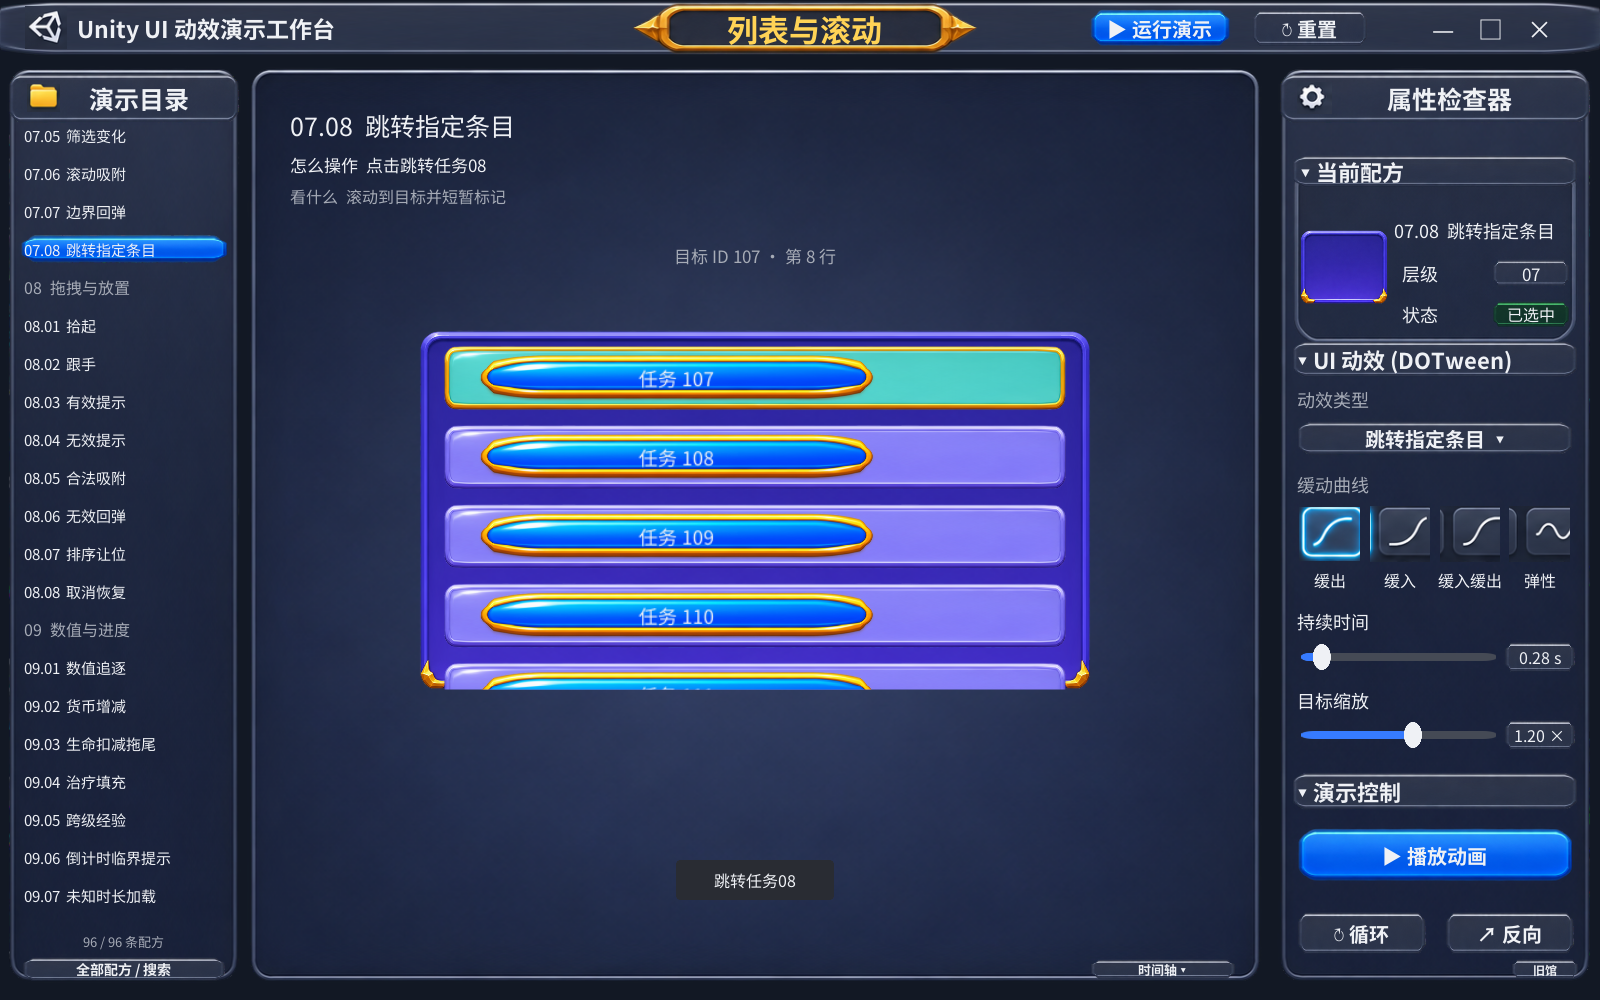 Unity UI 动效演示工作台
列表与滚动
▶ 运行演示
重置
演示目录
07.05 筛选变化
07.06 滚动吸附
07.07 边界回弹
07.08 跳转指定条目
08 拖拽与放置
08.01 拾起
08.02 跟手
08.03 有效提示
08.04 无效提示
08.05 合法吸附
08.06 无效回弹
08.07 排序让位
08.08 取消恢复
09 数值与进度
09.01 数值追逐
09.02 货币增减
09.03 生命扣减拖尾
09.04 治疗填充
09.05 跨级经验
09.06 倒计时临界提示
09.07 未知时长加载
96 / 96 条配方
全部配方 / 搜索
07.08 跳转指定条目
怎么操作 点击跳转任务08
看什么 滚动到目标并短暂标记
目标 ID 107 · 第 8 行
任务 107
任务 108
任务 109
任务 110
跳转任务08
时间轴 ▾
属性检查器
▾ 当前配方
07.08 跳转指定条目
层级 07
状态 已选中
▾ UI 动效 (DOTween)
动效类型
跳转指定条目 ▾
缓动曲线
缓出 缓入 缓入缓出 弹性
持续时间
0.28 s
目标缩放
1.20 ×
▾ 演示控制
▶ 播放动画
循环
↗ 反向
旧馆